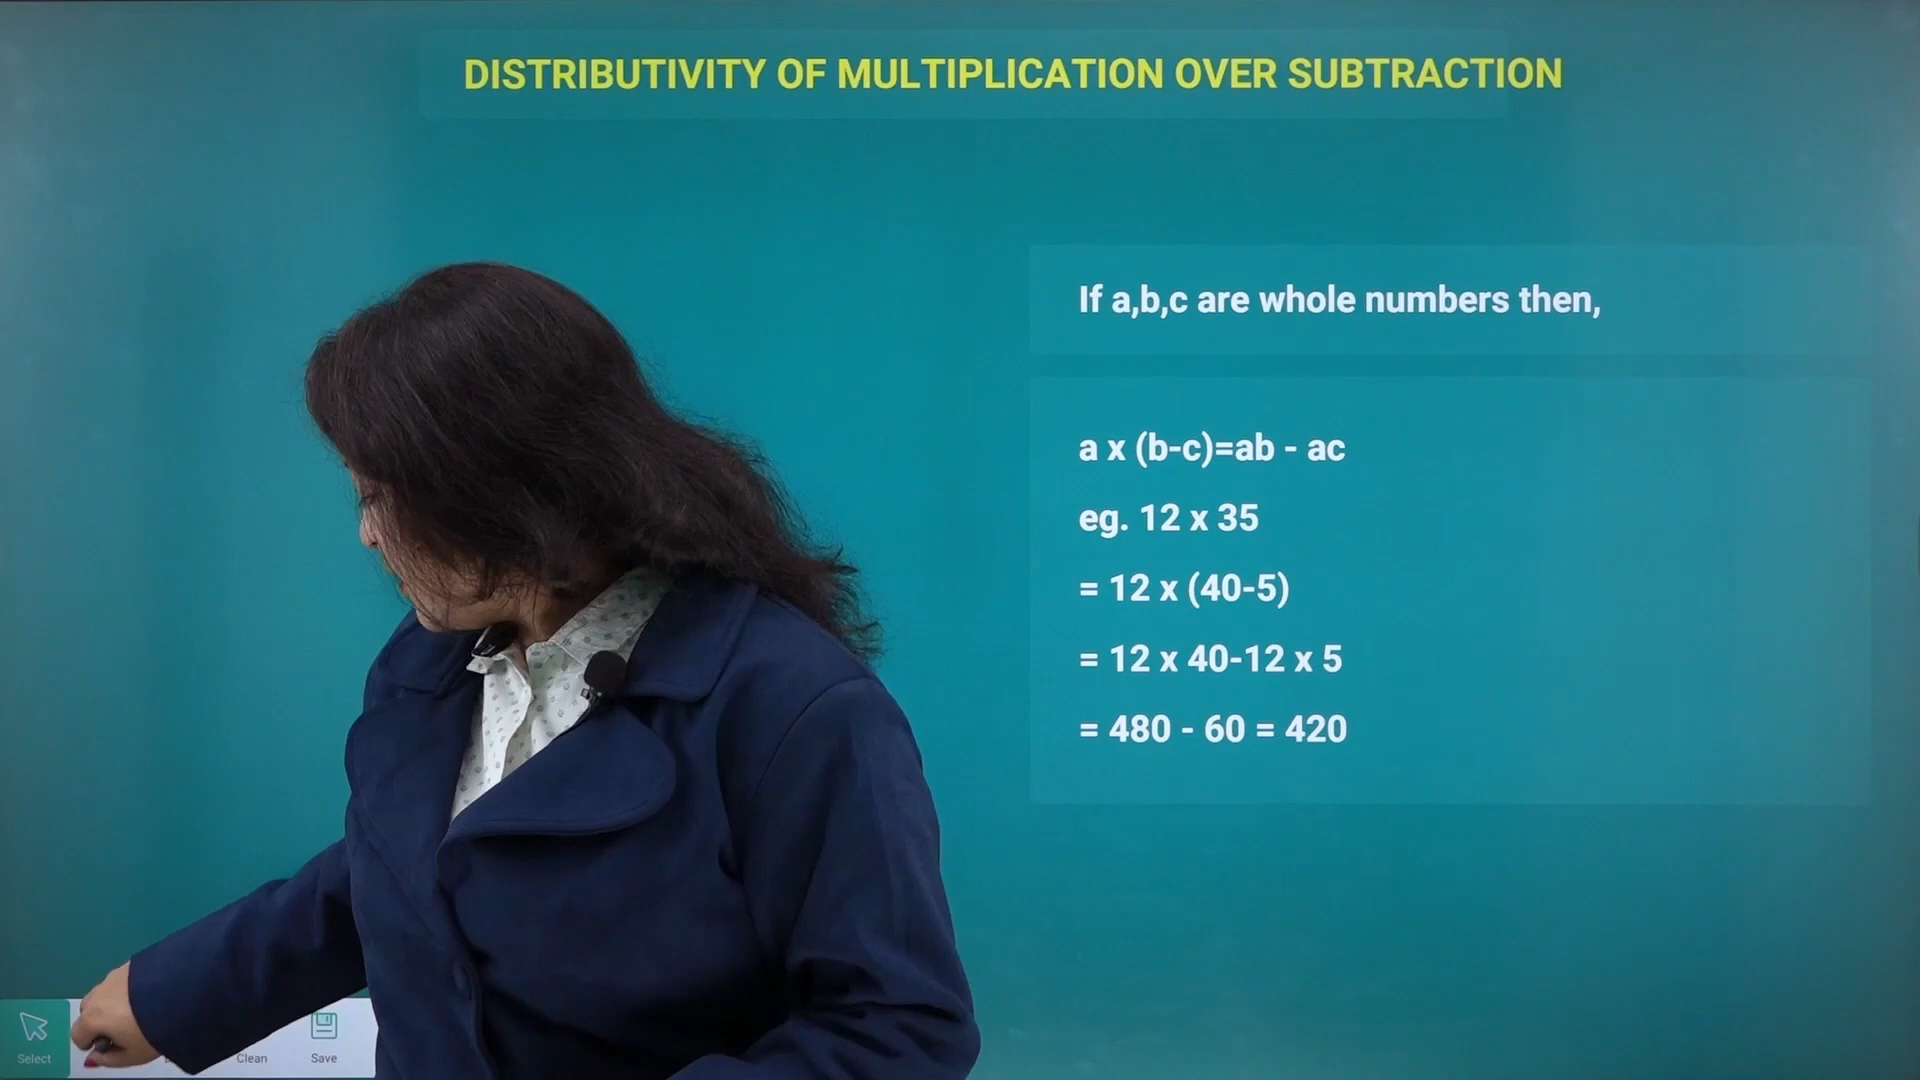 DISTRIBUTIVITY OF MULTIPLICATION OVER SUBTRACTION
If a,b,c are whole numbers then,
a x (b-c)=ab - ac
eg. 12 x 35
= 12 x (40-5)
= 12 x 40-12 x 5
= 480 - 60 = 420
Select
Clean
Save